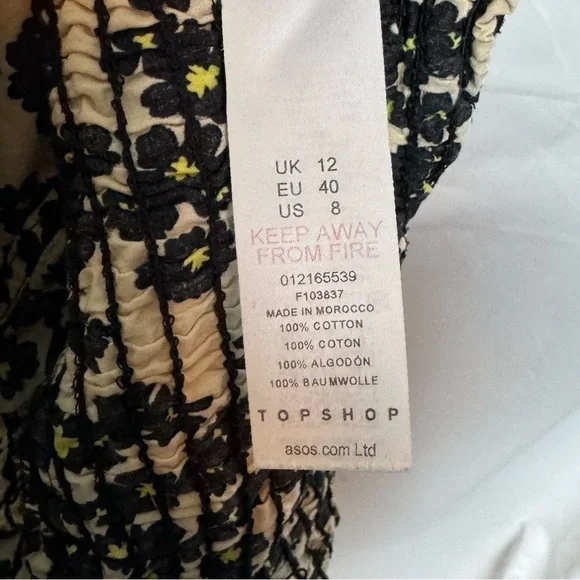 UK 12
EU 40
US 8
KEEP AWAY
FROM FIRE
012165539
F103837
MADE IN MOROCCO
100% COTTON
100% COTON
100% ALGODÓN
100% BAUMWOLLE
TOPSHOP
asos.com Ltd